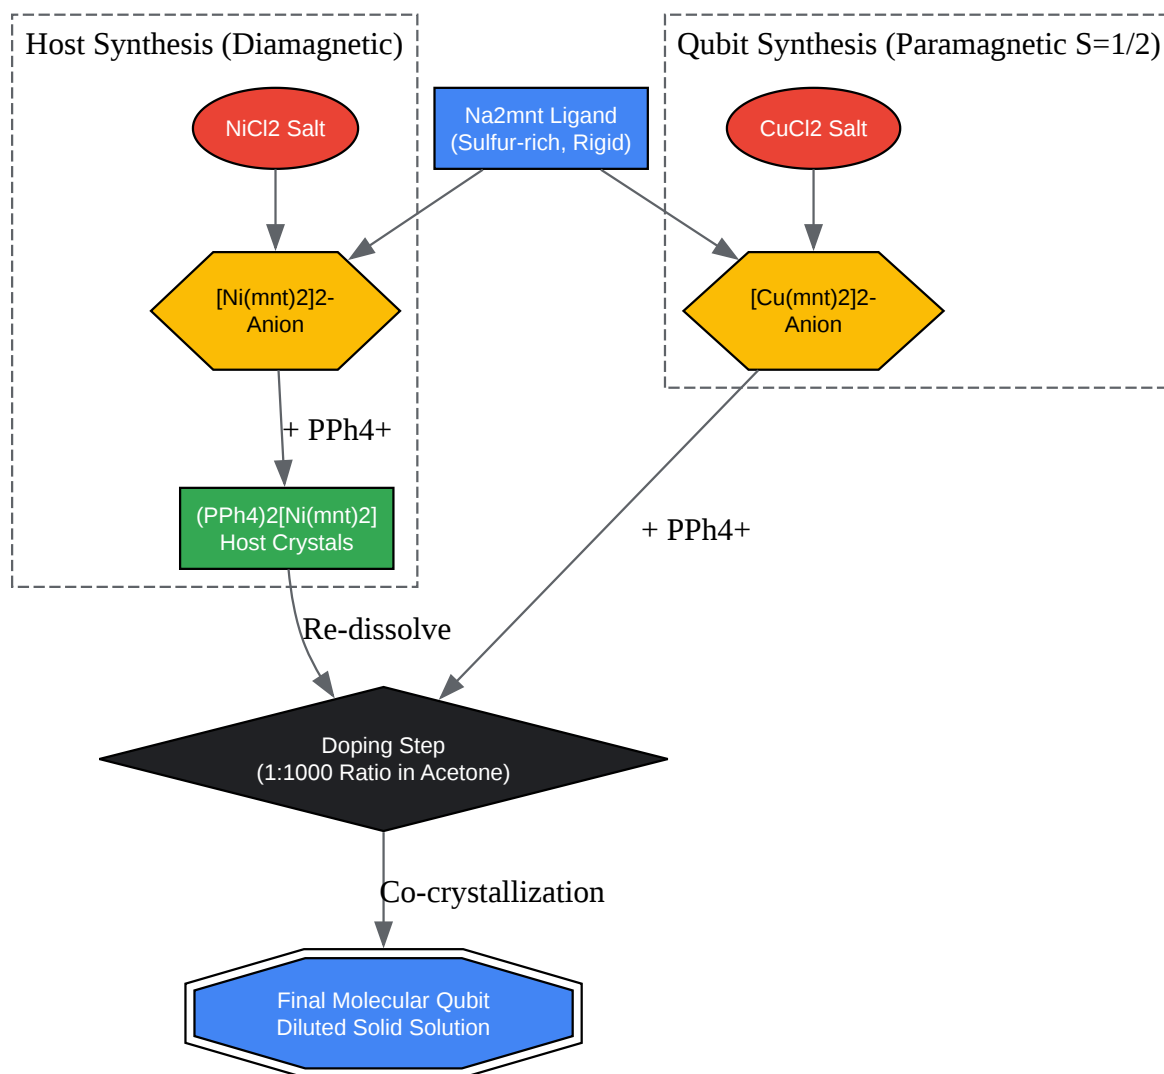 Host Synthesis (Diamagnetic)
Qubit Synthesis (Paramagnetic S=1/2)
NiCl2 Salt
Na2mnt Ligand
(Sulfur-rich, Rigid)
CuCl2 Salt
[Ni(mnt)2]2-
Anion
[Cu(mnt)2]2-
Anion
+ PPh4+
(PPh4)2[Ni(mnt)2]
Host Crystals
+ PPh4+
Re-dissolve
Doping Step
(1:1000 Ratio in Acetone)
Co-crystallization
Final Molecular Qubit
Diluted Solid Solution